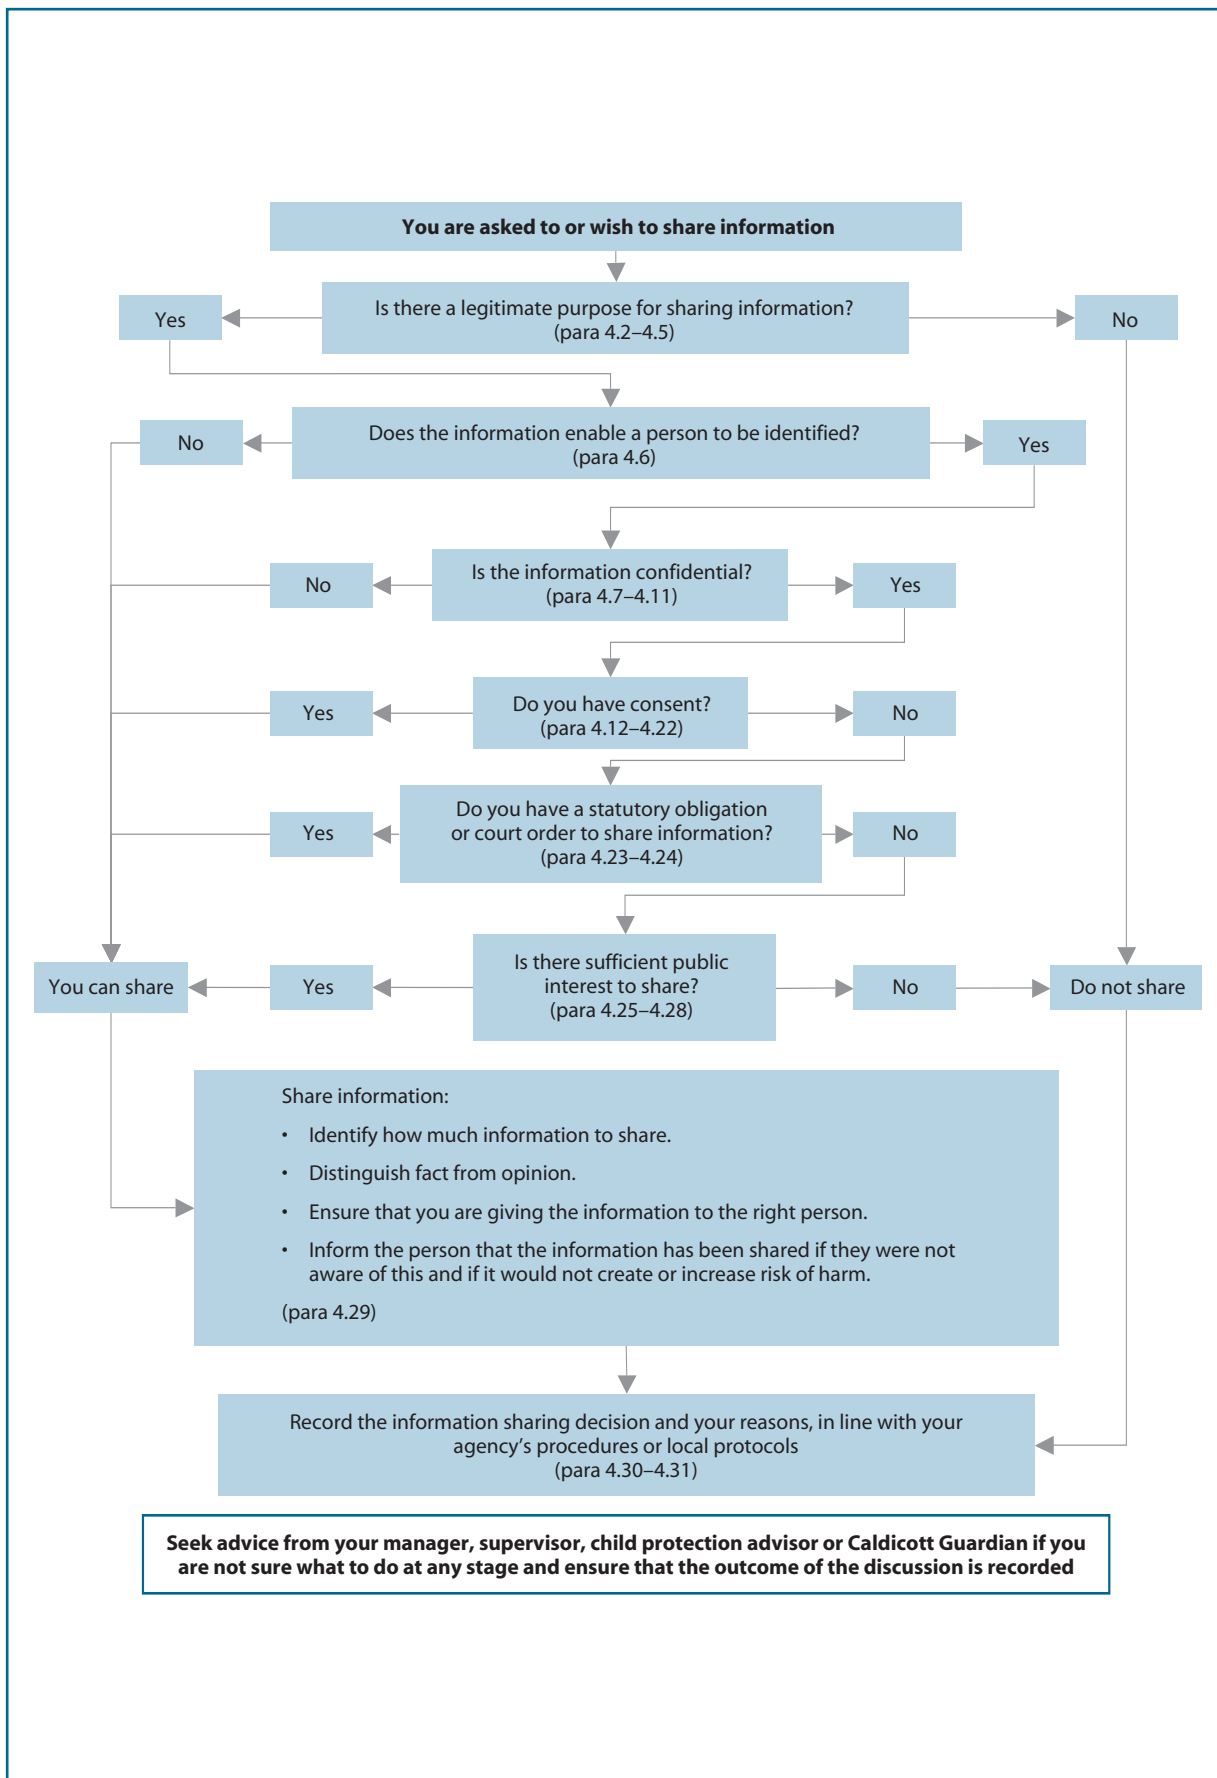 You are asked to or wish to share information
Is there a legitimate purpose for sharing information?
(para 4.2–4.5)
Yes
No
Does the information enable a person to be identified?
(para 4.6)
No
Yes
Is the information confidential?
(para 4.7–4.11)
No
Yes
Do you have consent?
(para 4.12–4.22)
Yes
No
Do you have a statutory obligation
or court order to share information?
(para 4.23–4.24)
Yes
No
Is there sufficient public
interest to share?
(para 4.25–4.28)
You can share
Yes
No
Do not share
Share information:
• Identify how much information to share.
• Distinguish fact from opinion.
• Ensure that you are giving the information to the right person.
• Inform the person that the information has been shared if they were not
aware of this and if it would not create or increase risk of harm.
(para 4.29)
Record the information sharing decision and your reasons, in line with your
agency’s procedures or local protocols
(para 4.30–4.31)
Seek advice from your manager, supervisor, child protection advisor or Caldicott Guardian if you
are not sure what to do at any stage and ensure that the outcome of the discussion is recorded